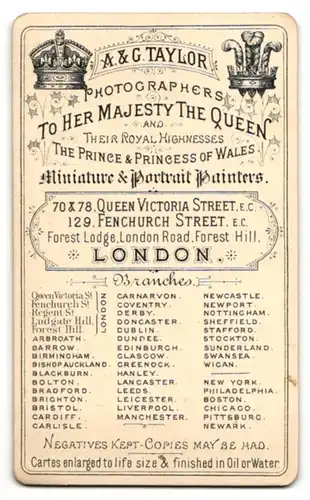 A & G. TAYLOR
PHOTOGRAPHERS
TO HER MAJESTY THE QUEEN
AND
THEIR ROYAL HIGHNESSES
THE PRINCE & PRINCESS OF WALES.
Miniature & Portrait Painters.
70 & 78, QUEEN VICTORIA STREET, E.C.
129, FENCHURCH STREET, E.C.
Forest Lodge, London Road, Forest Hill,
LONDON.
Branches.
Queen Victoria St.
Fenchurch St.
Regent St.
Ludgate Hill.
Forest Hill.
LONDON
ARBROATH.
BARROW.
BIRMINGHAM.
BISHOP AUCKLAND.
BLACKBURN.
BOLTON.
BRADFORD.
BRIGHTON.
BRISTOL.
CARDIFF.
CARLISLE.
CARNARVON.
COVENTRY.
DERBY.
DONCASTER.
DUBLIN.
DUNDEE.
EDINBURGH.
GLASGOW.
GREENOCK.
HANLEY.
LANCASTER.
LEEDS.
LEICESTER.
LIVERPOOL.
MANCHESTER.
NEWCASTLE.
NEWPORT.
NOTTINGHAM.
SHEFFIELD.
STAFFORD.
STOCKTON.
SUNDERLAND.
SWANSEA.
WIGAN.
NEW YORK.
PHILADELPHIA.
BOSTON.
CHICAGO.
PITTSBURG.
NEWARK.
NEGATIVES KEPT-COPIES MAY BE HAD.
Cartes enlarged to life size & finished in Oil or Water